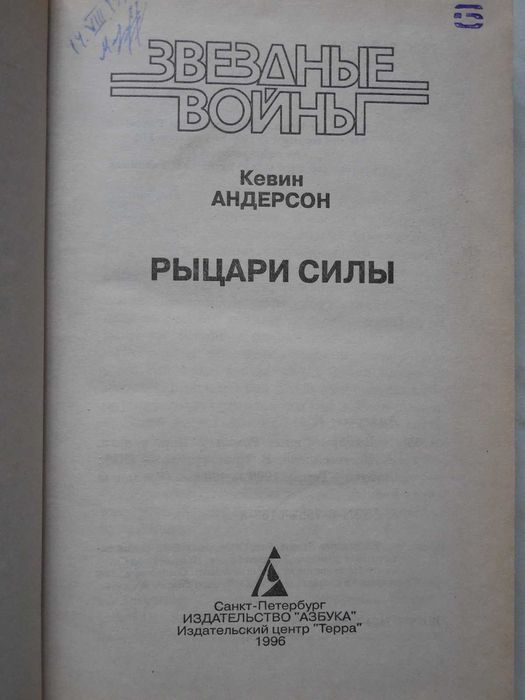 ЗВЕЗДНЫЕ
ВОЙНЫ
Кевин
АНДЕРСОН
РЫЦАРИ СИЛЫ
Санкт-Петербург
ИЗДАТЕЛЬСТВО "АЗБУКА"
Издательский центр "Терра"
1996